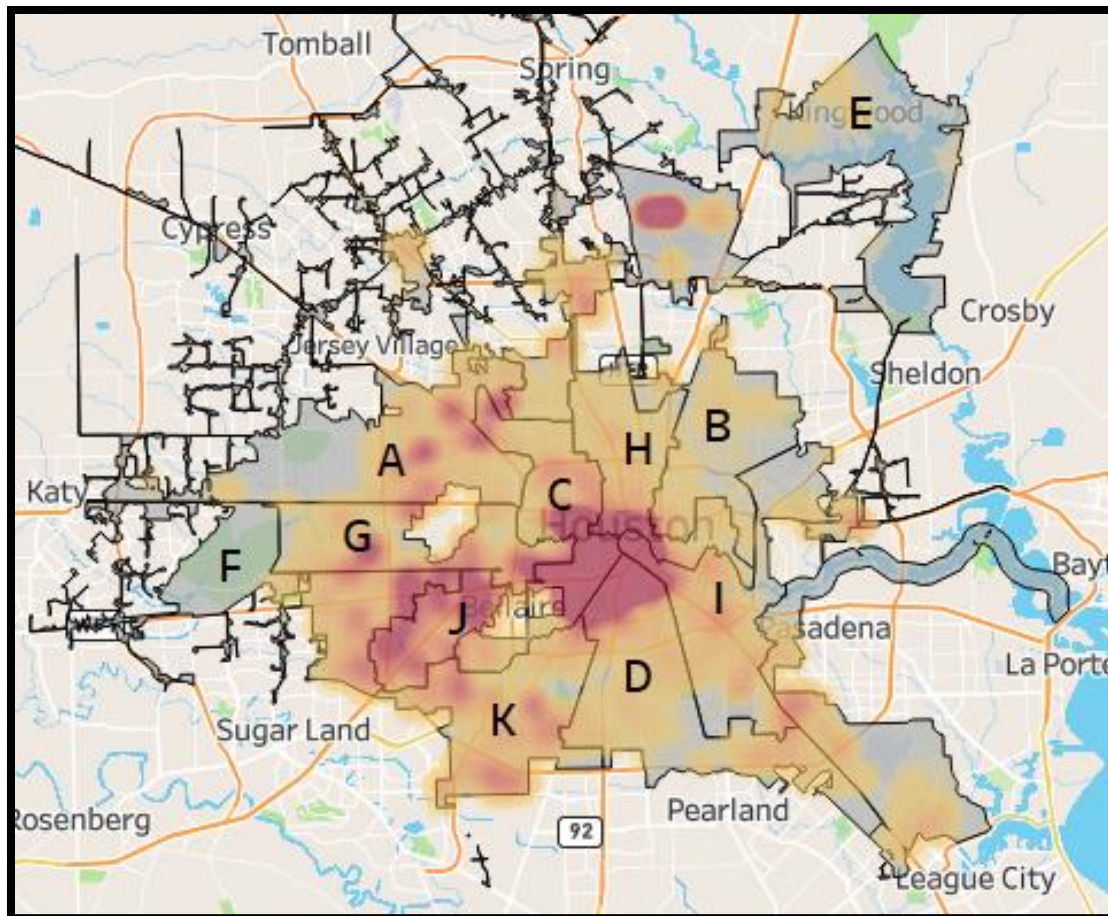 Tomball
Spring
Kingwood
E
Cypress
Crosby
Jersey Village
Sheldon
B
H
A
Katy
C
Houston
G
F
Bayt
I
J
Bellaire
Pasadena
La Porte
D
K
Sugar Land
Pearland
Rosenberg
92
League City